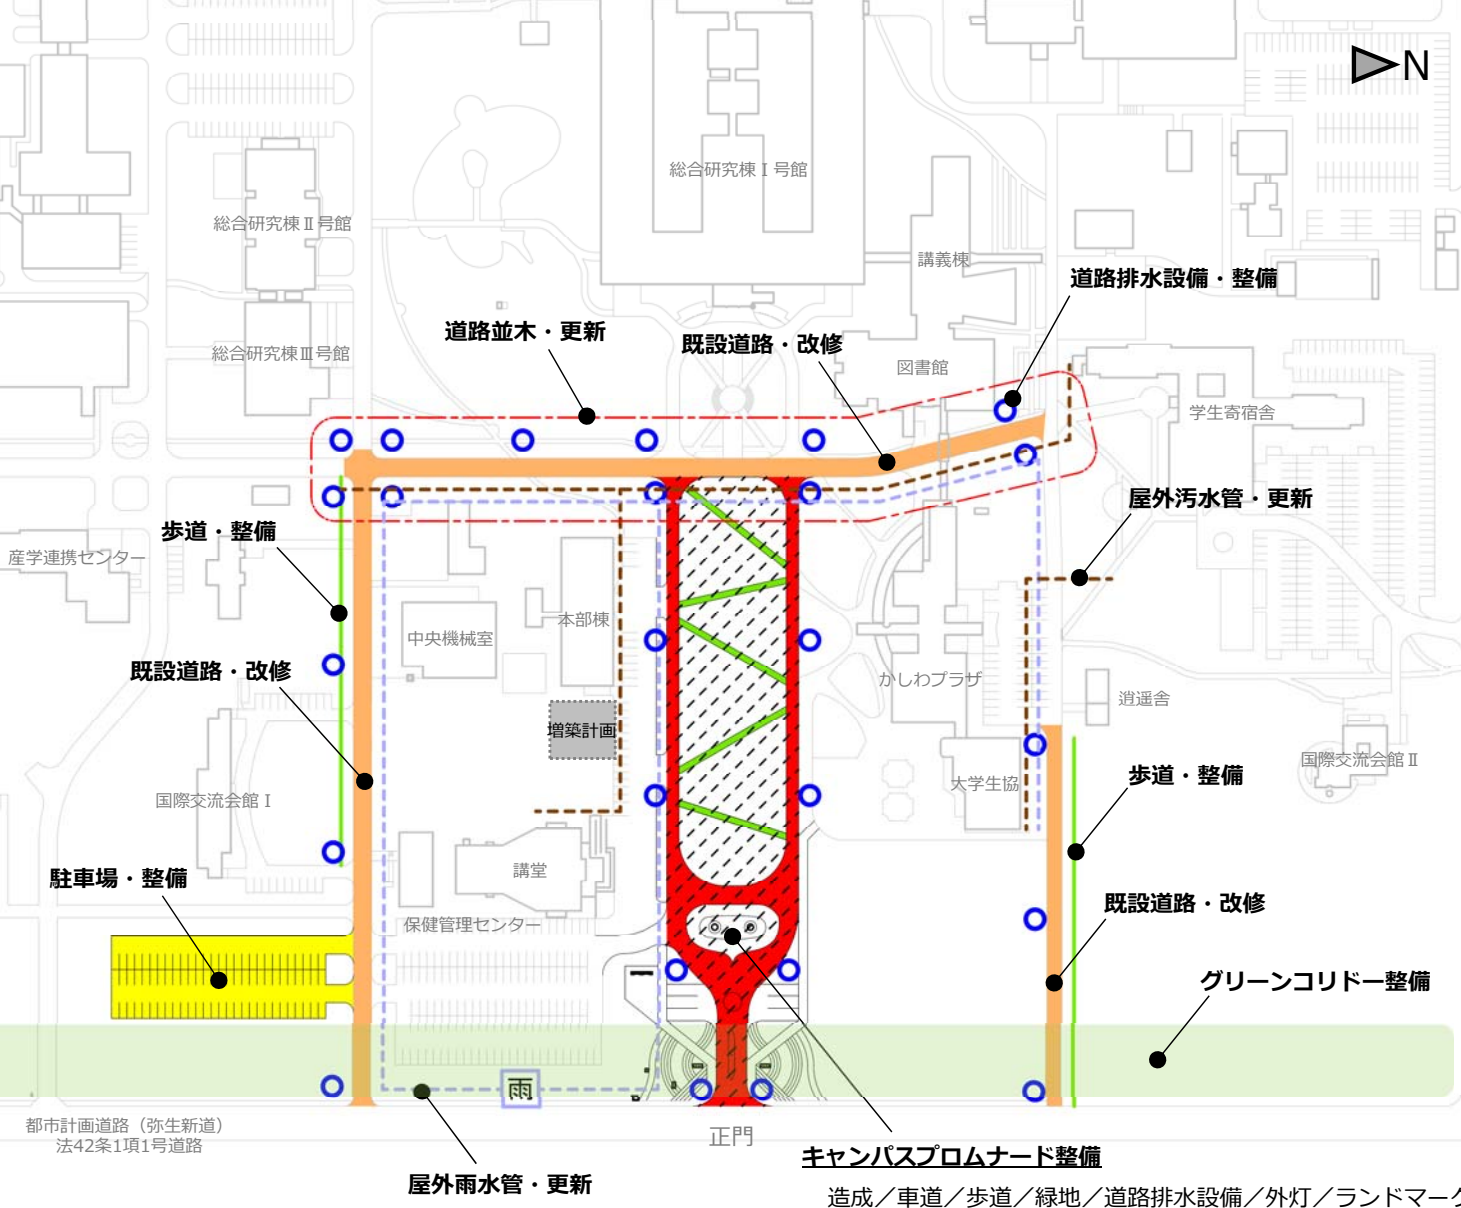 N
総合研究棟Ⅰ号館
総合研究棟Ⅱ号館
講義棟
道路排水設備・整備
道路並木・更新
既設道路・改修
総合研究棟Ⅲ号館
図書館
学生寄宿舎
屋外汚水管・更新
歩道・整備
産学連携センター
本部棟
中央機械室
既設道路・改修
かしわプラザ
逍遥舎
増築計画
国際交流会館Ⅱ
歩道・整備
大学生協
国際交流会館Ⅰ
講堂
駐車場・整備
既設道路・改修
保健管理センター
グリーンコリドー整備
雨
都市計画道路（弥生新道）
法42条1項1号道路
正門
キャンパスプロムナード整備
屋外雨水管・更新
造成／車道／歩道／緑地／道路排水設備／外灯／ランドマーク